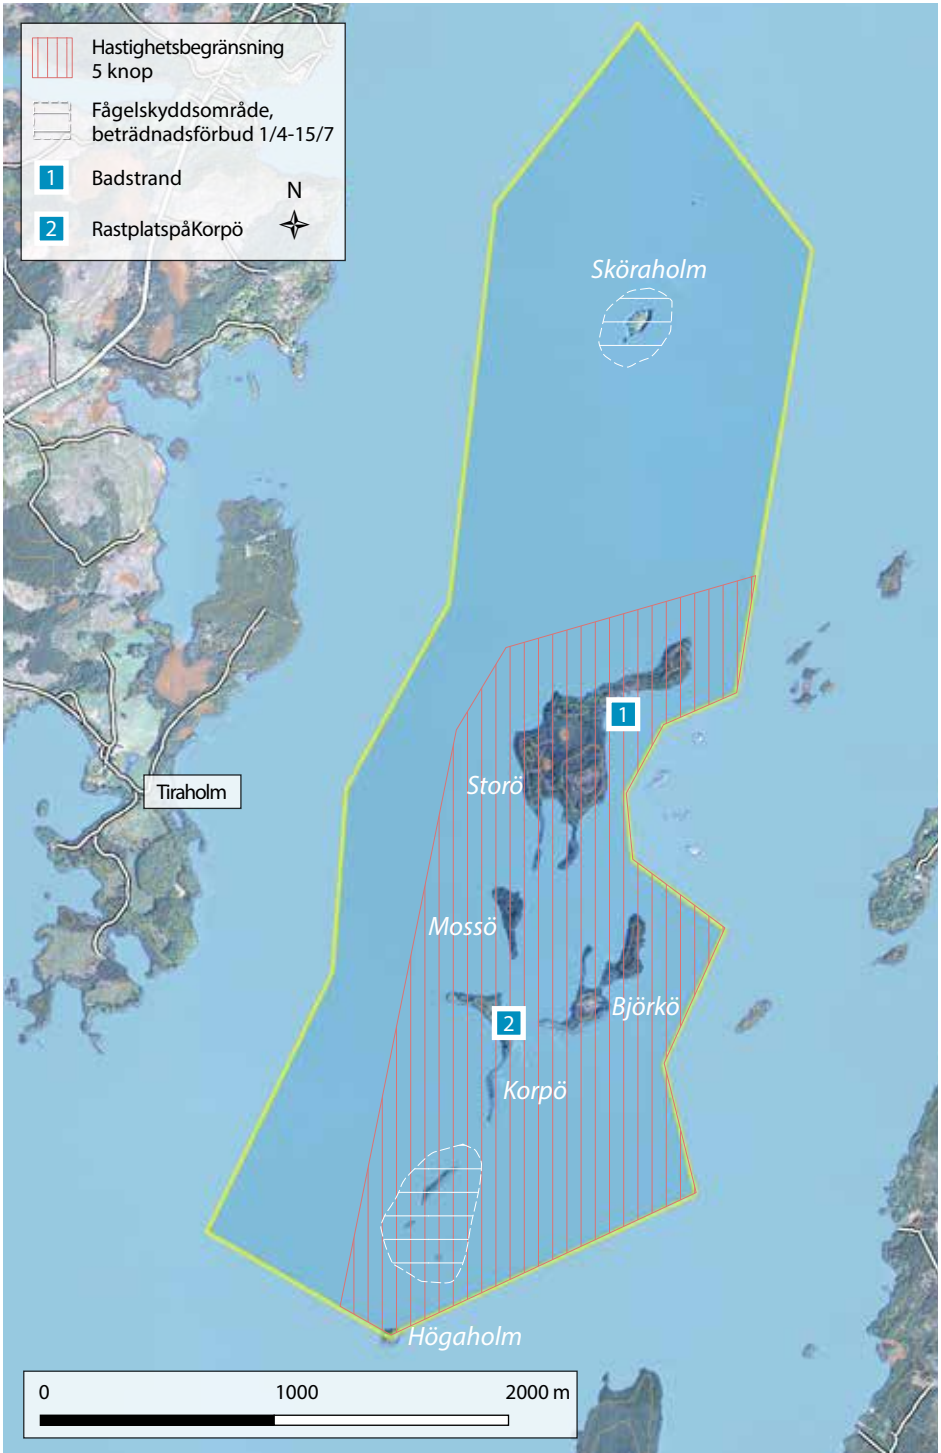 Hastighetsbegränsning
5 knop
Fågelskyddsområde,
beträdnadsförbud 1/4-15/7
1 Badstrand
N
2 RastplatspåKorpö
Sköraholm
1
Storö
Tiraholm
Mossö
Björkö
2
Korpö
Högaholm
0 1000 2000 m